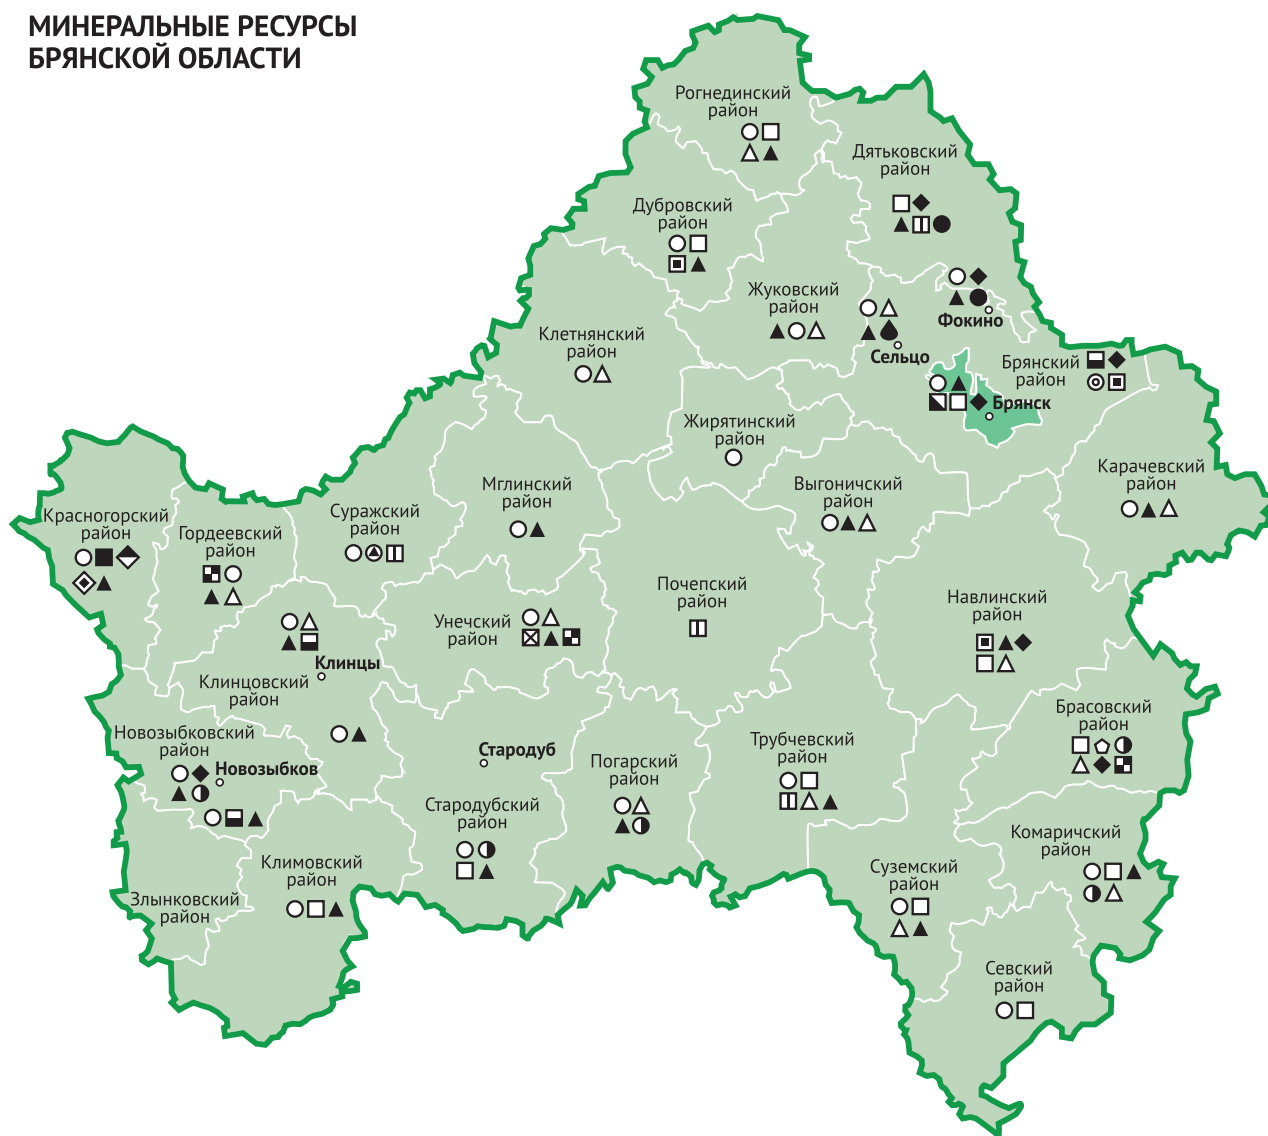 МИНЕРАЛЬНЫЕ РЕСУРСЫ
БРЯНСКОЙ ОБЛАСТИ
Рогнединский
район
Дятьковский
район
Дубровский
район
Жуковский
район
Фокино
Сельцо
Клетнянский
район
Брянский
район
Брянск
Жирятинский
район
Карачевский
район
Мглинский
район
Выгоничский
район
Суражский
район
Красногорский
район
Гордеевский
район
Почепский
район
Навлинский
район
Унечский
район
Клинцы
Клинцовский
район
Брасовский
район
Новозыбковский
район
Новозыбков
Стародуб
Трубчевский
район
Погарский
район
Стародубский
район
Комаричский
район
Климовский
район
Суземский
район
Злынковский
район
Севский
район